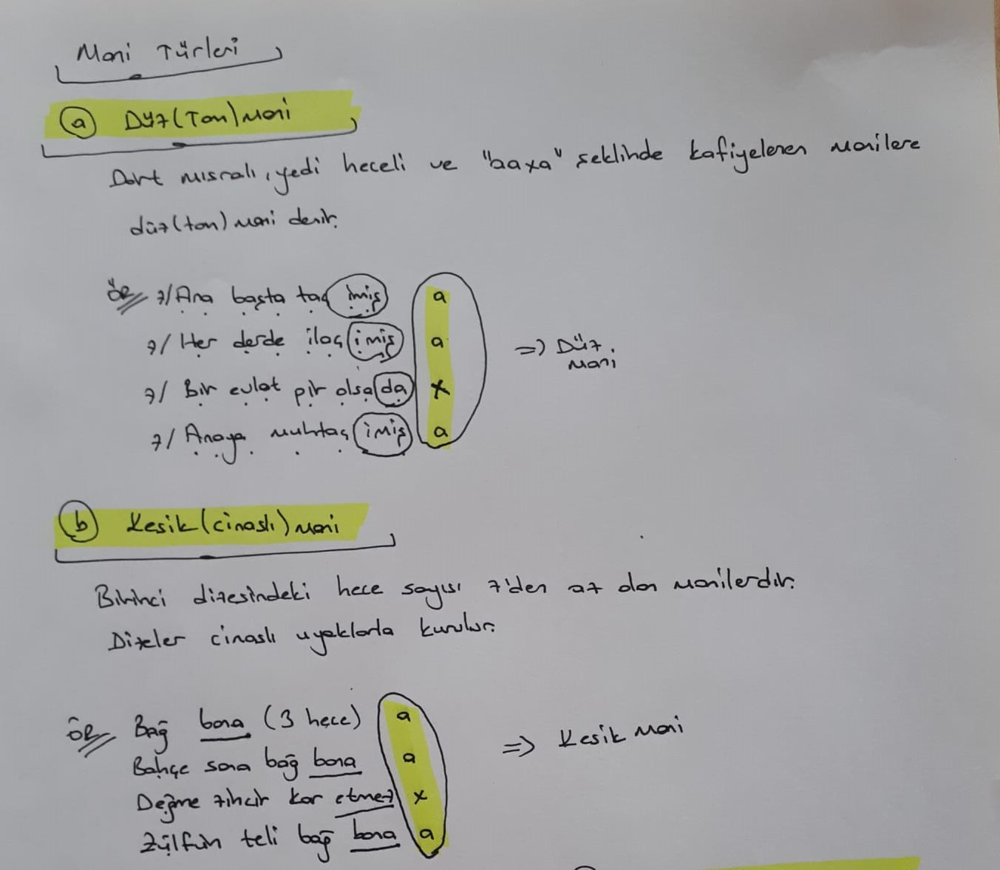 Mani Türleri
a Düz(Tam) Mani
Dört mısralı, yedi heceli ve "aaxa" şeklinde kafiyelenen manilere
düz(tam) mani denir.
ÖR 7/ Ana başta taç imiş a
7/ Her derde ilaç imiş a
7/ Bir evlat pir olsa da x
7/ Anaya muhtaç imiş a
=> Düz Mani
b Kesik(cinaslı) Mani
Birinci dizesindeki hece sayısı 7'den az olan manilerdir.
Dizeler cinaslı uyaklarla kurulur.
ÖR Bağ bana (3 hece) a
Bahçe sana bağ bana a
Değme zincir kar etmez x
Zülfün teli bağ bana a
=> Kesik Mani